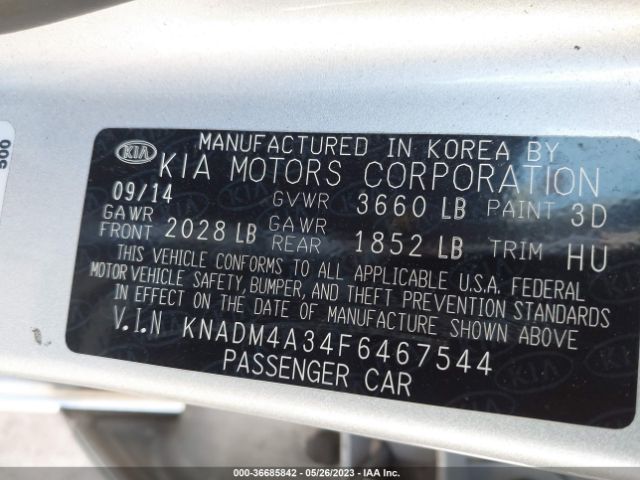 500
KIA
MANUFACTURED IN KOREA BY
KIA MOTORS CORPORATION
09/14 GVWR 3660 LB PAINT 3D
GAWR FRONT 2028 LB GAWR REAR 1852 LB TRIM HU
THIS VEHICLE CONFORMS TO ALL APPLICABLE U.S.A. FEDERAL
MOTOR VEHICLE SAFETY, BUMPER, AND THEFT PREVENTION STANDARDS
IN EFFECT ON THE DATE OF MANUFACTURE SHOWN ABOVE
V.I.N KNADM4A34F6467544
PASSENGER CAR
000-36685842 - 05/26/2023 - IAA Inc.